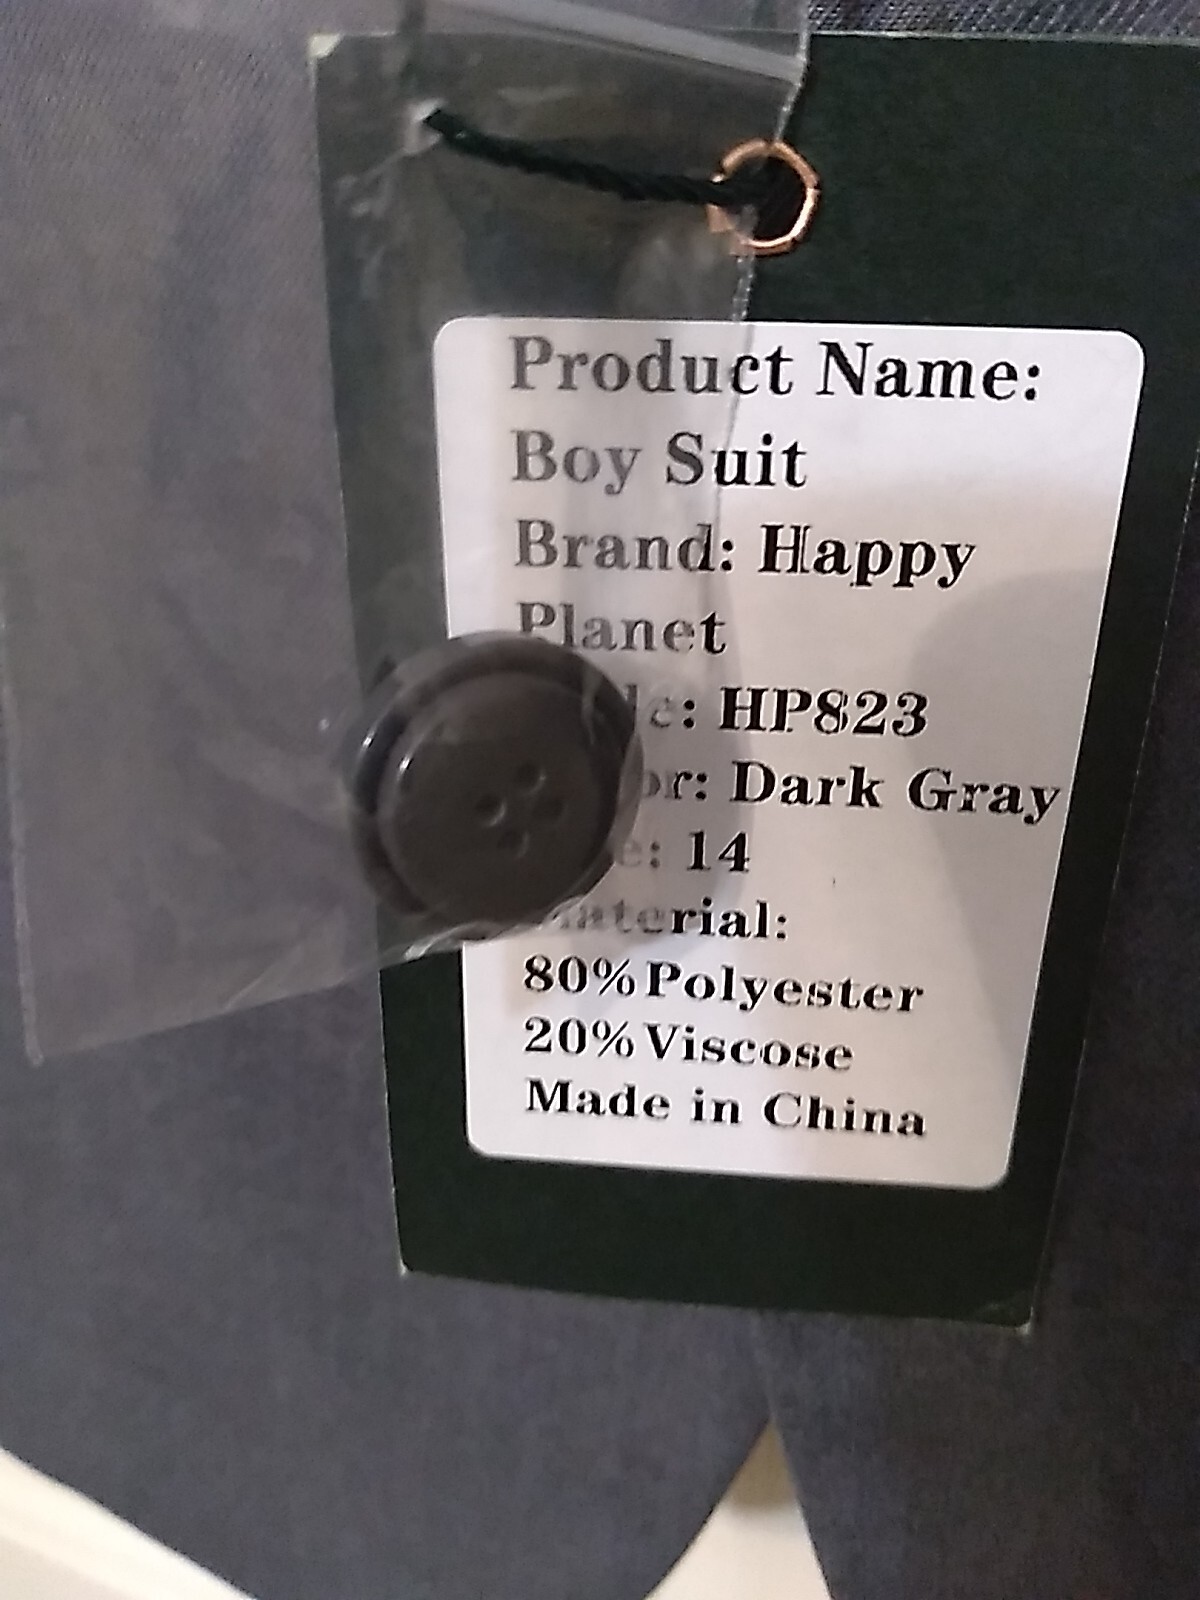 Product Name:
Boy Suit
Brand: Happy
Planet
HP823
Dark Gray
14
Material:
80% Polyester
20% Viscose
Made in China